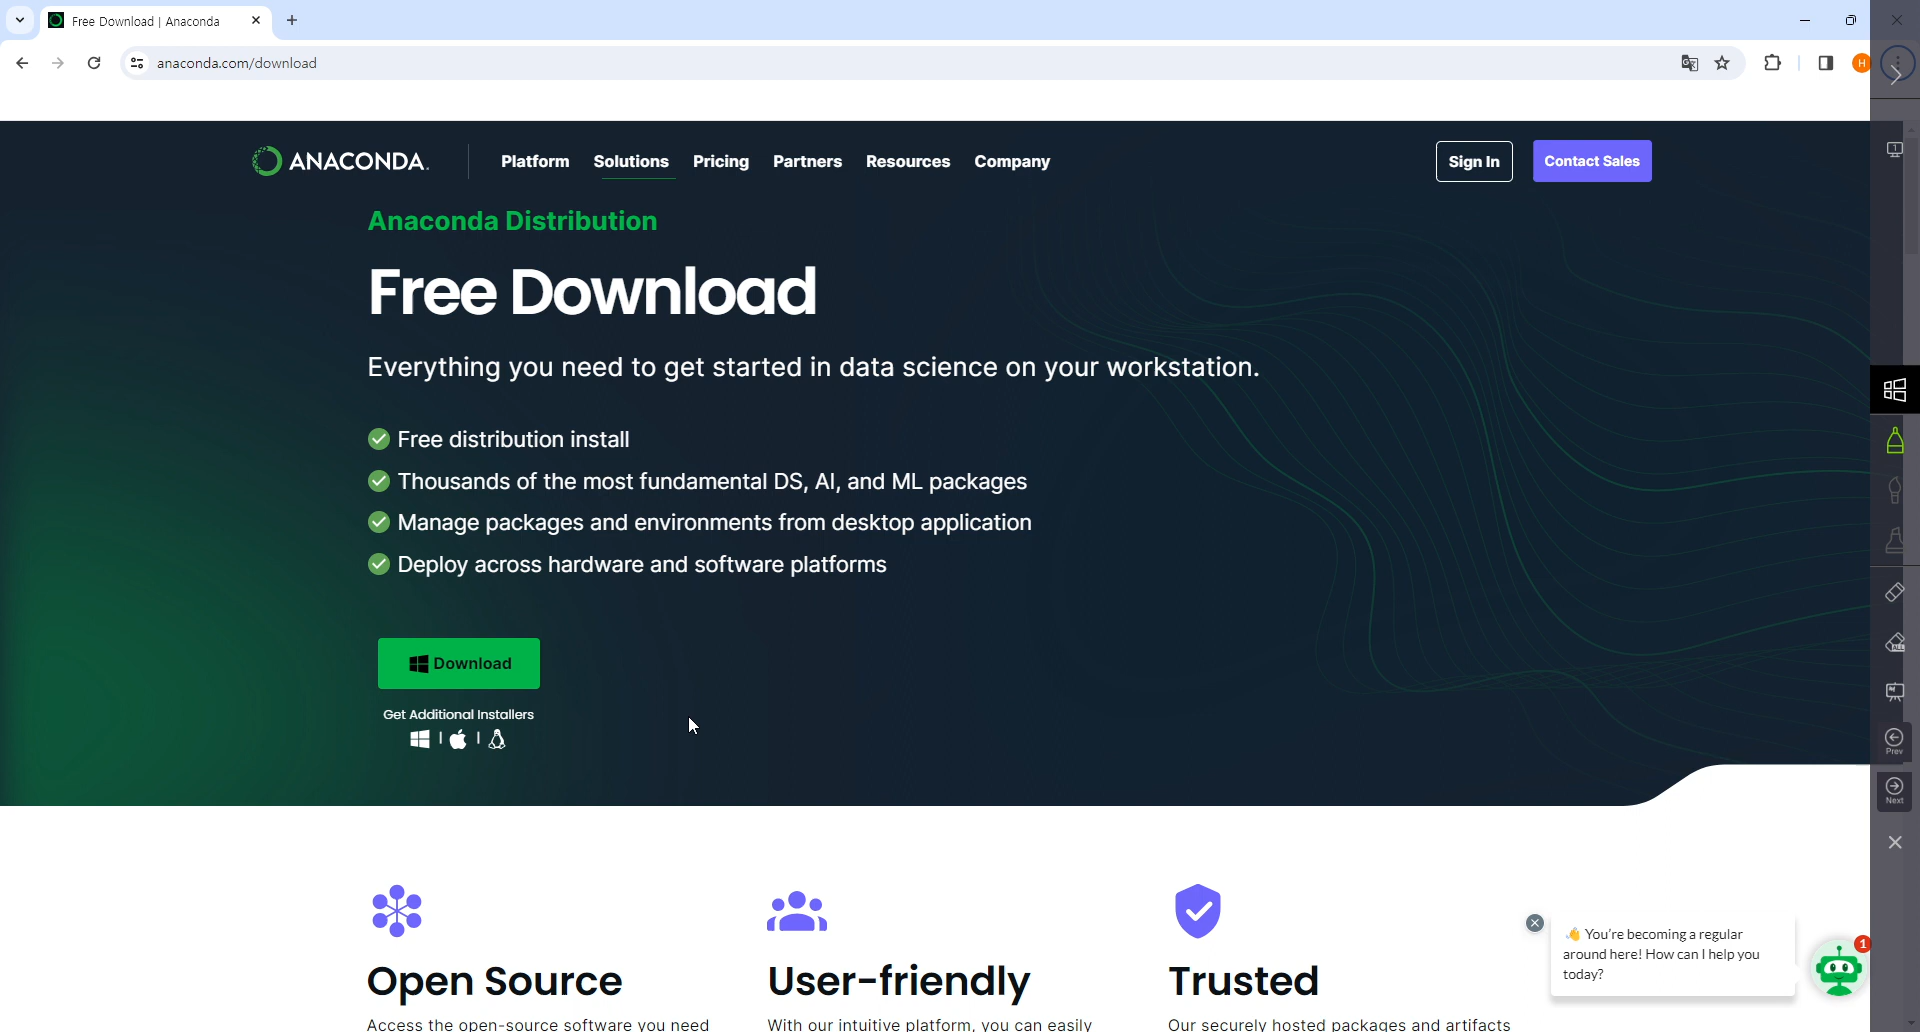 Free Download | Anaconda
anaconda.com/download
H
ANACONDA.
Platform Solutions Pricing Partners Resources Company
Sign In
Contact Sales
1
Anaconda Distribution
Free Download
Everything you need to get started in data science on your workstation.
Free distribution install
Thousands of the most fundamental DS, AI, and ML packages
Manage packages and environments from desktop application
Deploy across hardware and software platforms
Download
Get Additional Installers
ALL
Prev
Next
Open Source
User-friendly
Trusted
Access the open-source software you need
With our intuitive platform, you can easily
Our securely hosted packages and artifacts
👋 You're becoming a regular
around here! How can I help you
today?
1